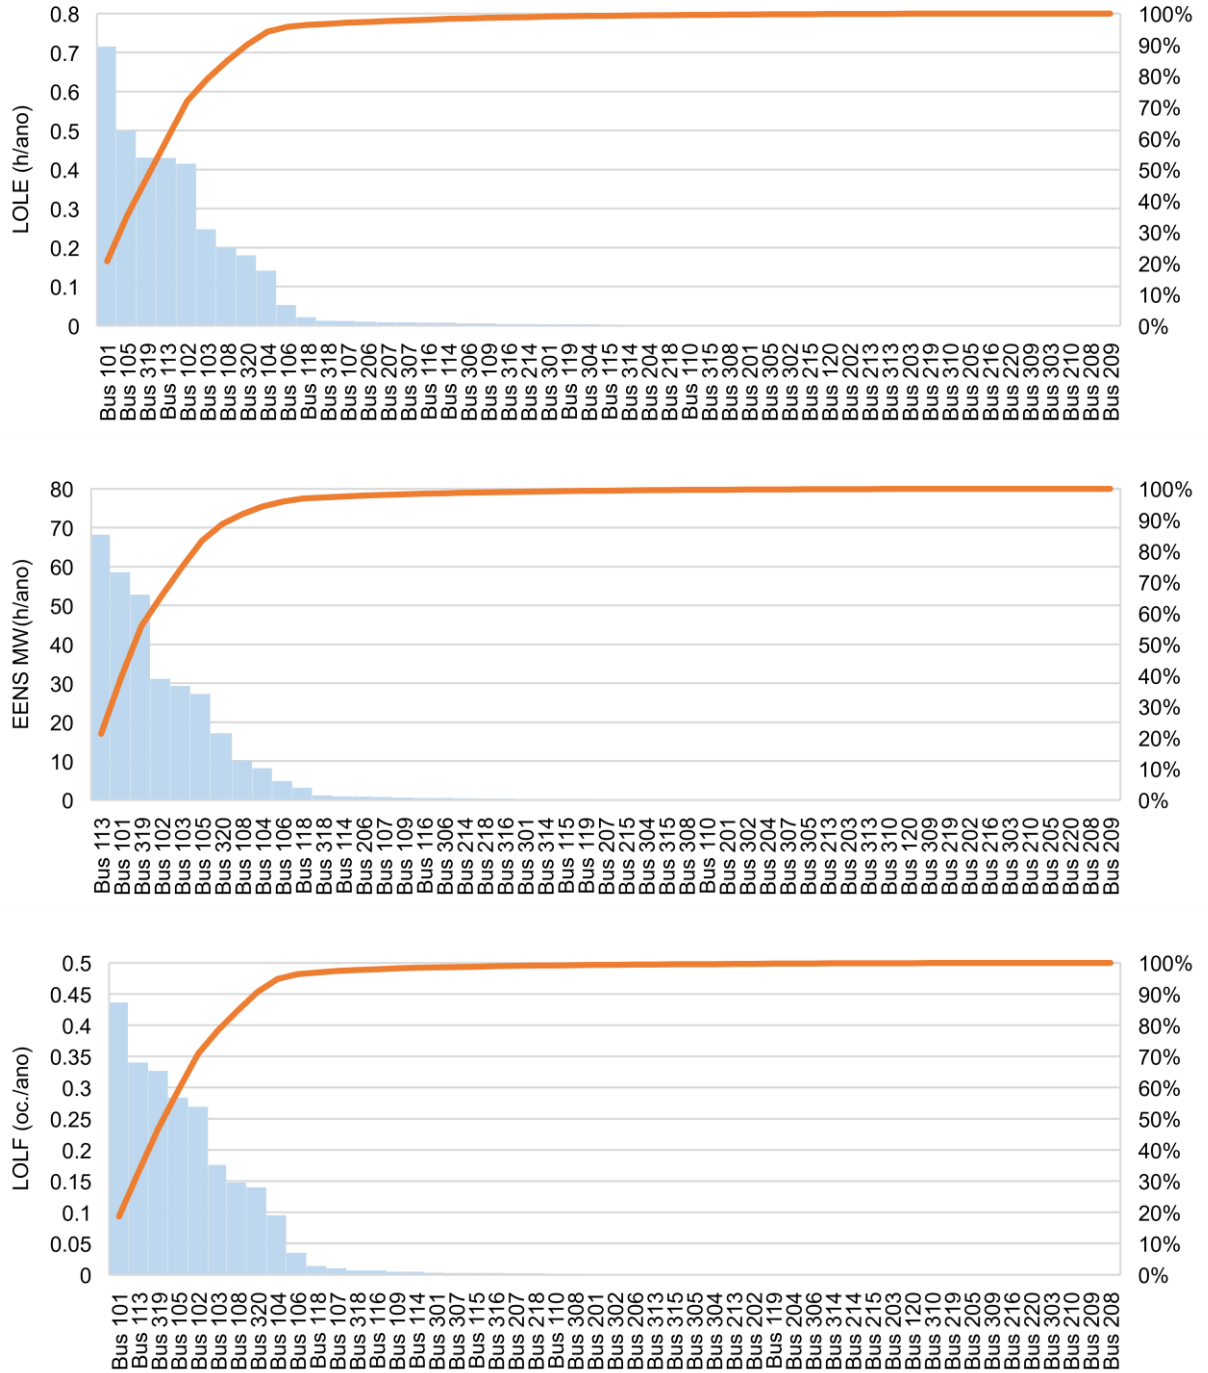 0.8
0.7
0.6
0.5
0.4
0.3
0.2
0.1
0
LOLE (h/ano)
100%
90%
80%
70%
60%
50%
40%
30%
20%
10%
0%
Bus 101
Bus 105
Bus 319
Bus 113
Bus 102
Bus 103
Bus 108
Bus 320
Bus 104
Bus 106
Bus 118
Bus 318
Bus 107
Bus 206
Bus 207
Bus 307
Bus 116
Bus 114
Bus 306
Bus 109
Bus 316
Bus 214
Bus 301
Bus 119
Bus 304
Bus 115
Bus 314
Bus 204
Bus 218
Bus 110
Bus 315
Bus 308
Bus 201
Bus 305
Bus 302
Bus 215
Bus 120
Bus 202
Bus 213
Bus 313
Bus 203
Bus 219
Bus 310
Bus 205
Bus 216
Bus 220
Bus 309
Bus 303
Bus 210
Bus 208
Bus 209
80
70
60
50
40
30
20
10
0
EENS MW(h/ano)
100%
90%
80%
70%
60%
50%
40%
30%
20%
10%
0%
Bus 113
Bus 101
Bus 319
Bus 102
Bus 103
Bus 105
Bus 320
Bus 108
Bus 104
Bus 106
Bus 118
Bus 318
Bus 114
Bus 206
Bus 107
Bus 109
Bus 116
Bus 306
Bus 214
Bus 218
Bus 316
Bus 301
Bus 314
Bus 115
Bus 119
Bus 207
Bus 215
Bus 304
Bus 315
Bus 308
Bus 110
Bus 201
Bus 302
Bus 204
Bus 307
Bus 305
Bus 213
Bus 203
Bus 313
Bus 310
Bus 120
Bus 309
Bus 219
Bus 202
Bus 216
Bus 303
Bus 210
Bus 205
Bus 220
Bus 208
Bus 209
0.5
0.45
0.4
0.35
0.3
0.25
0.2
0.15
0.1
0.05
0
LOLF (oc./ano)
100%
90%
80%
70%
60%
50%
40%
30%
20%
10%
0%
Bus 101
Bus 113
Bus 319
Bus 105
Bus 102
Bus 103
Bus 108
Bus 320
Bus 104
Bus 106
Bus 118
Bus 107
Bus 318
Bus 116
Bus 109
Bus 114
Bus 301
Bus 307
Bus 115
Bus 316
Bus 207
Bus 218
Bus 110
Bus 308
Bus 201
Bus 302
Bus 206
Bus 313
Bus 315
Bus 305
Bus 304
Bus 213
Bus 202
Bus 119
Bus 204
Bus 306
Bus 314
Bus 214
Bus 215
Bus 203
Bus 120
Bus 310
Bus 219
Bus 205
Bus 309
Bus 216
Bus 220
Bus 303
Bus 210
Bus 209
Bus 208